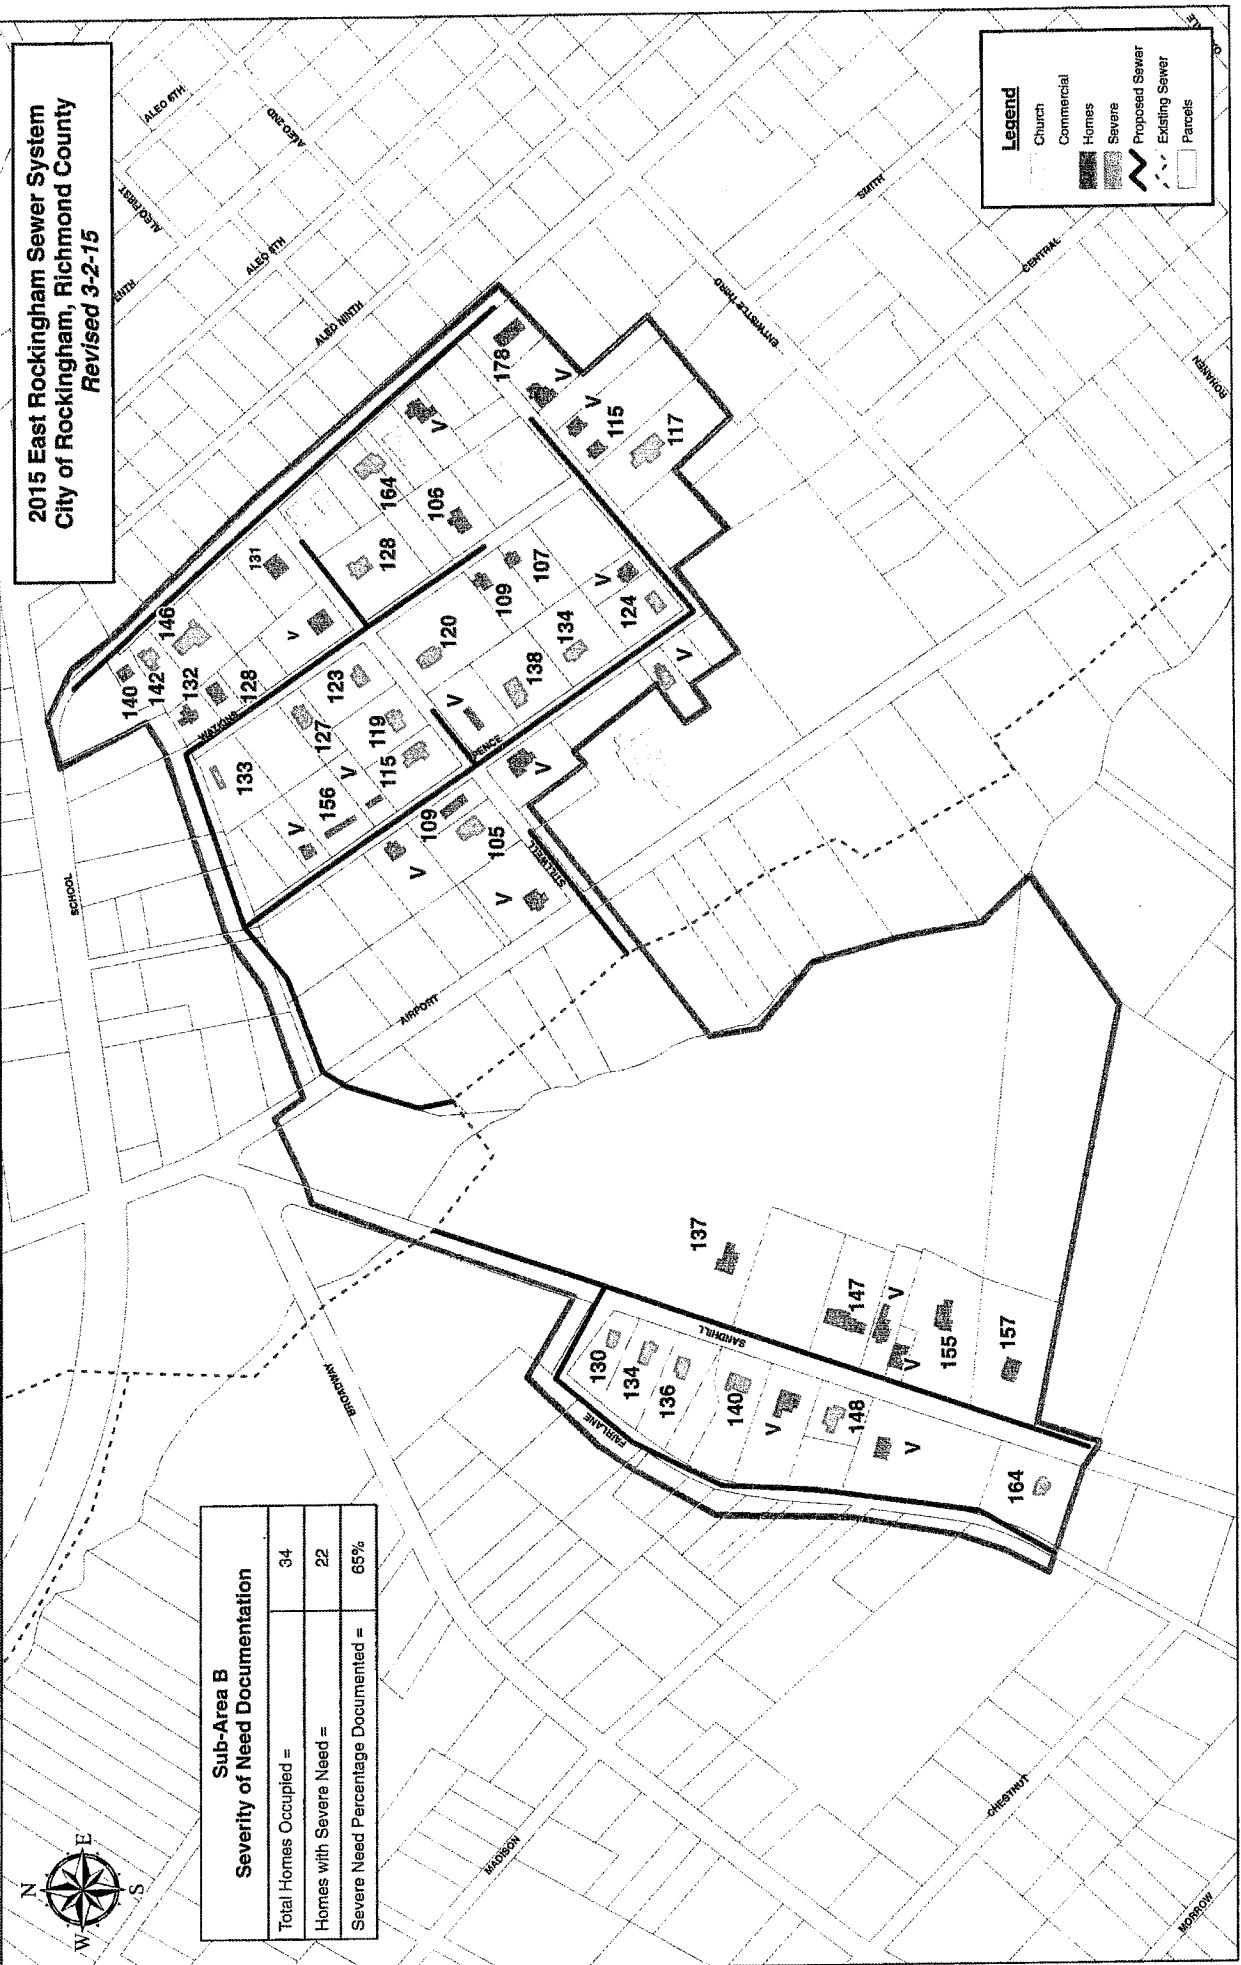 2015 East Rockingham Sewer System
City of Rockingham, Richmond County
Revised 3-2-15
Legend
Church
Commercial
Homes
Severe
Proposed Sewer
Existing Sewer
Parcels
N
W
E
S
Sub-Area B
Severity of Need Documentation
Total Homes Occupied = 34
Homes with Severe Need = 22
Severe Need Percentage Documented = 65%
SCHOOL
ENTH
ALEO FIRST
ALEO 6TH
ALEO 2ND
ALEO 8TH
ALEO NINTH
SMITH
CENTRAL
ENTWISTLE THIRD
ROHANEN
WATKINS
PENCE
STILLWELL
AIRPORT
BROADWAY
SANDHILL
FAIRLANE
MADISON
CHESTNUT
MORROW
140
142
146
132
128
V
131
133
127
123
V
156
V
119
115
109
V
105
V
V
120
V
138
134
109
107
124
V
V
128
164
106
V
178
V
V
115
117
137
130
134
136
140
V
148
V
164
147
V
V
155
157